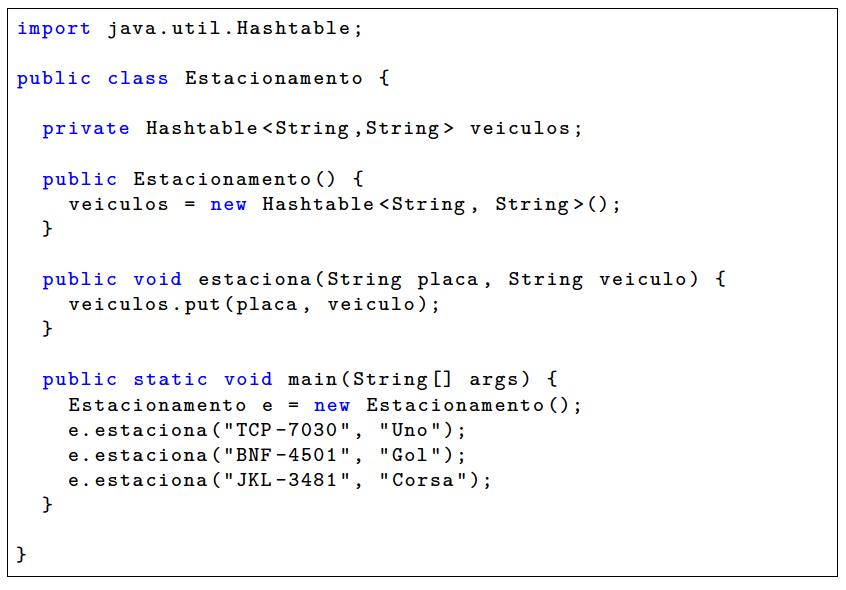 import java.util.Hashtable;
public class Estacionamento {
private Hashtable<String,String> veiculos;
public Estacionamento() {
veiculos = new Hashtable<String, String>();
}
public void estaciona(String placa, String veiculo) {
veiculos.put(placa, veiculo);
}
public static void main(String[] args) {
Estacionamento e = new Estacionamento();
e.estaciona("TCP-7030", "Uno");
e.estaciona("BNF-4501", "Gol");
e.estaciona("JKL-3481", "Corsa");
}
}